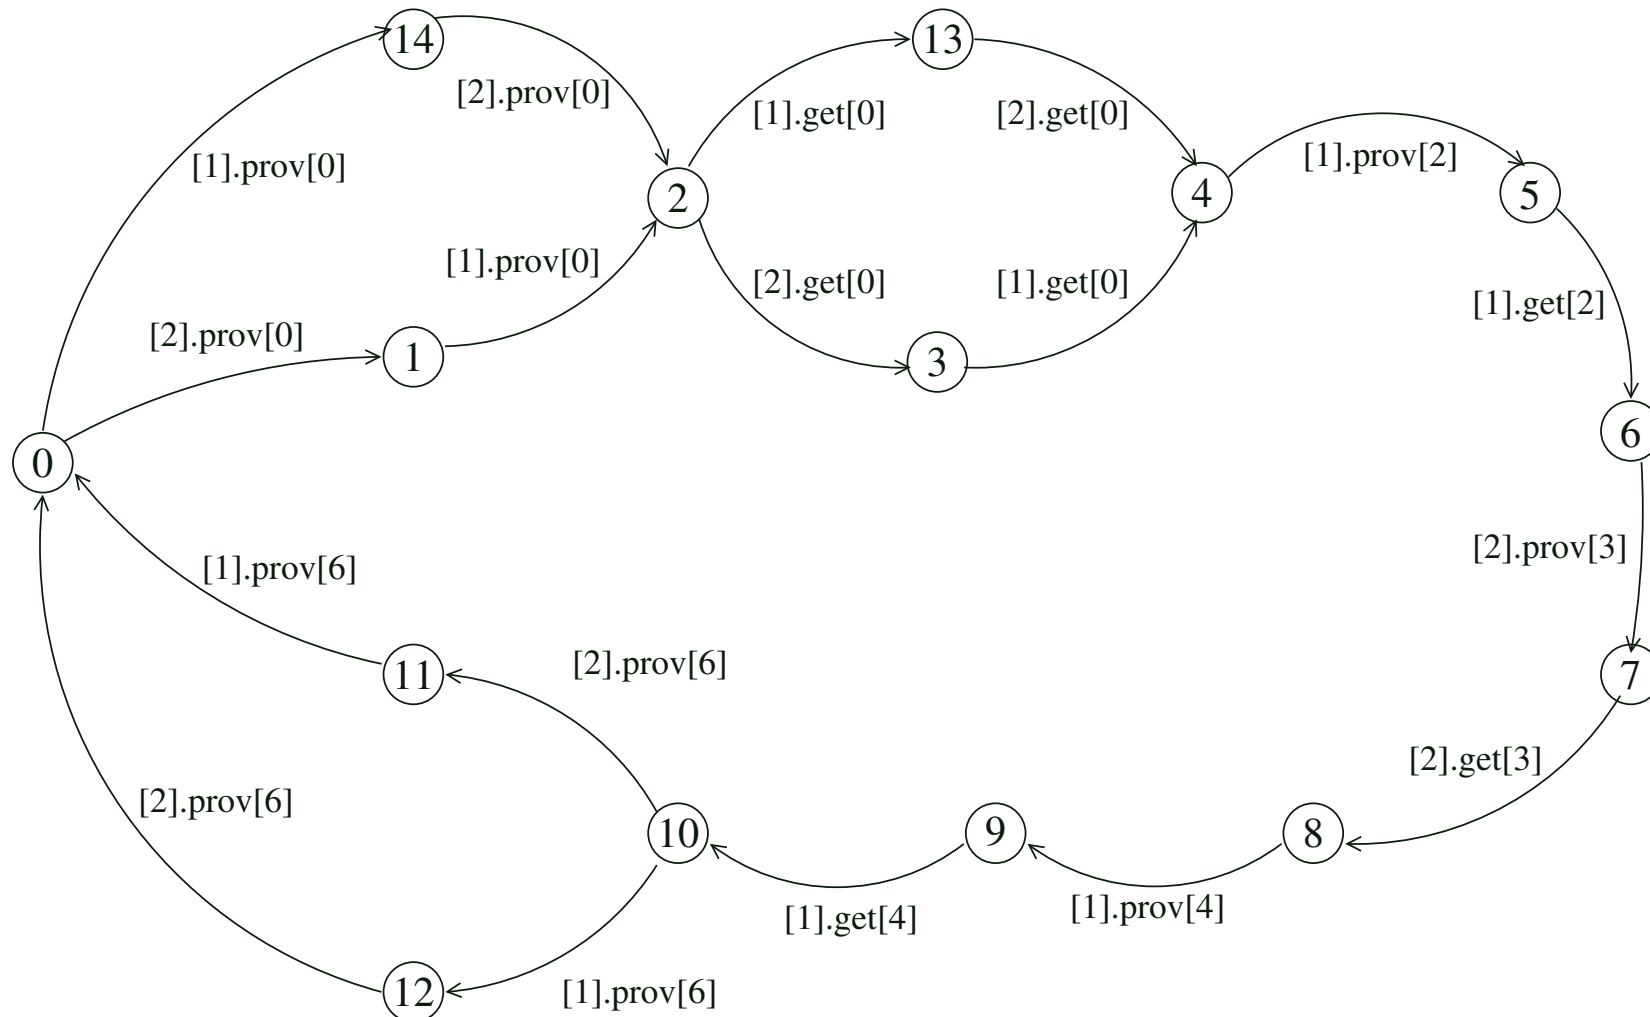 14
13
[2].prov[0]
[1].get[0]
[2].get[0]
[1].prov[2]
[1].prov[0]
2
4
5
[1].prov[0]
[2].get[0]
[1].get[0]
[1].get[2]
[2].prov[0]
1
3
6
0
[2].prov[3]
[1].prov[6]
[2].prov[6]
11
7
[2].get[3]
[2].prov[6]
10
9
8
[1].get[4]
[1].prov[4]
12
[1].prov[6]